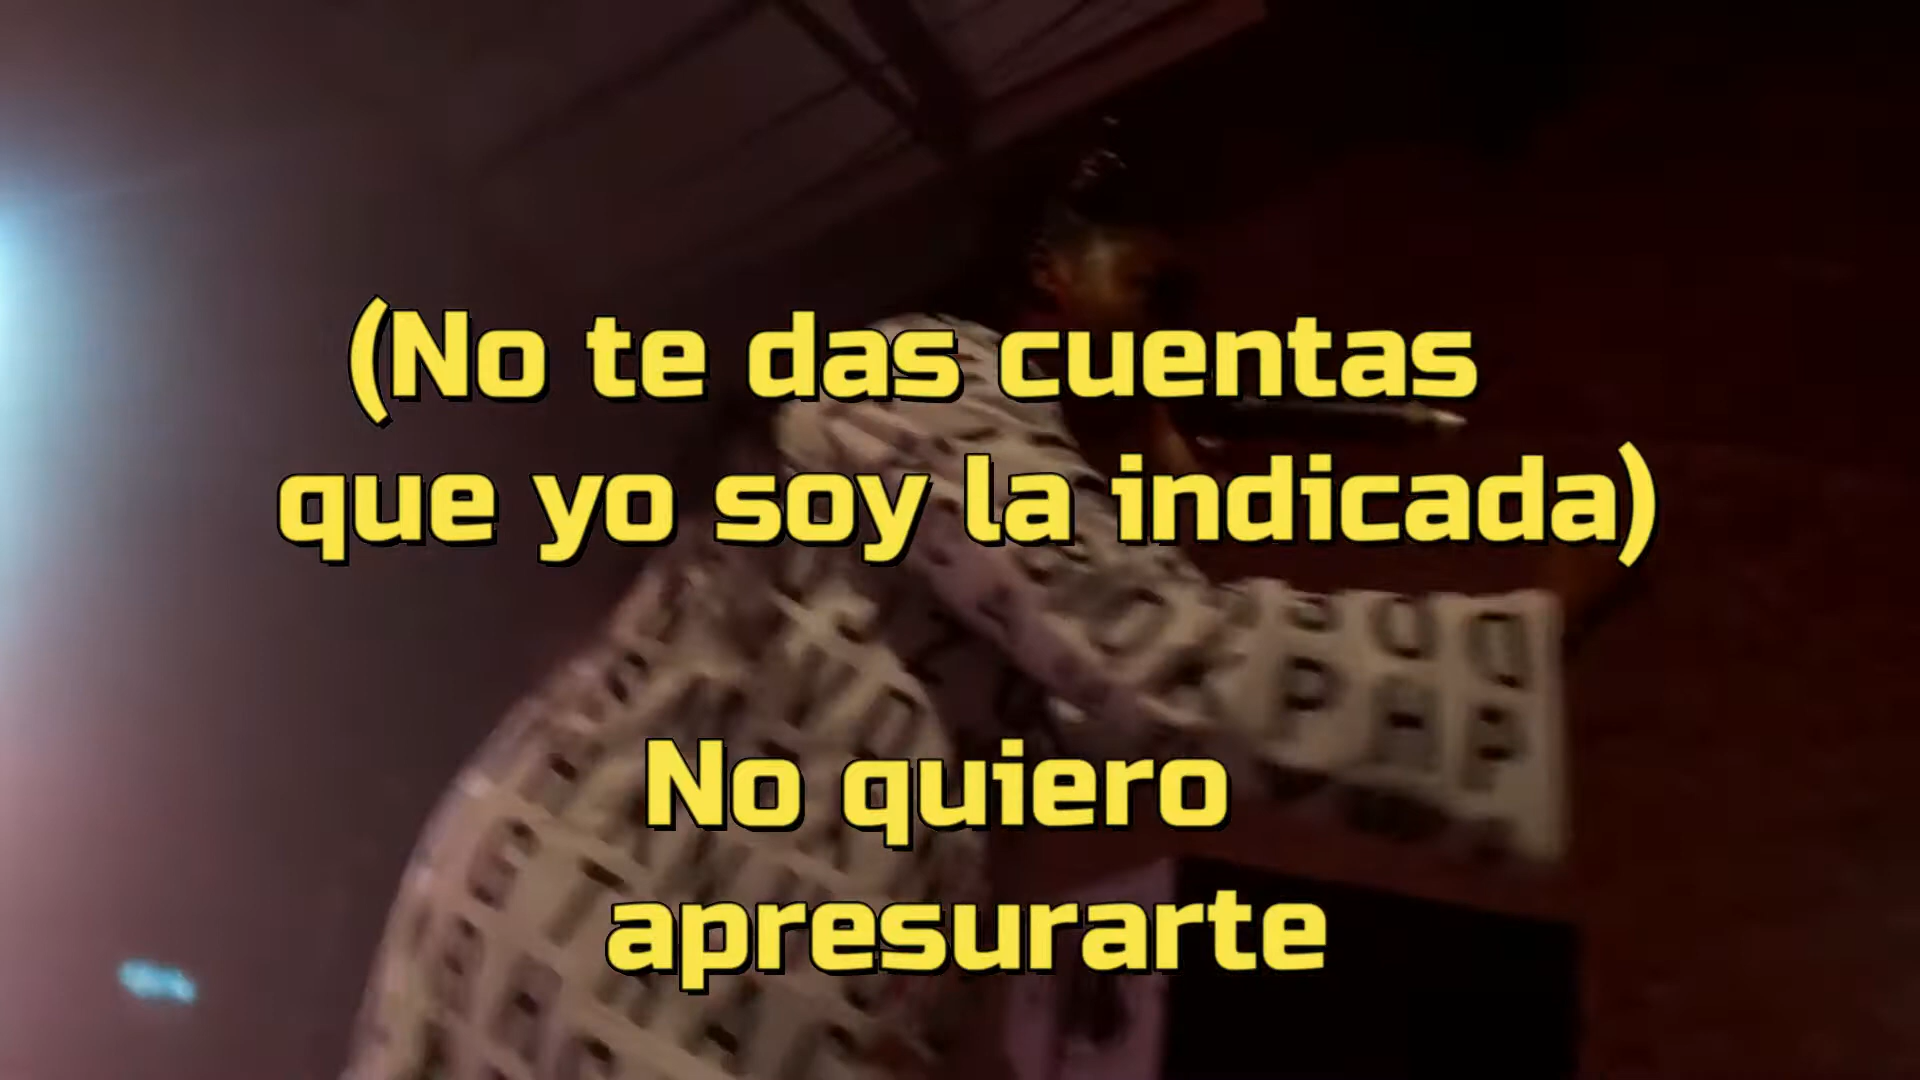 (No te das cuentas
que yo soy la indicada)
No quiero
apresurarte